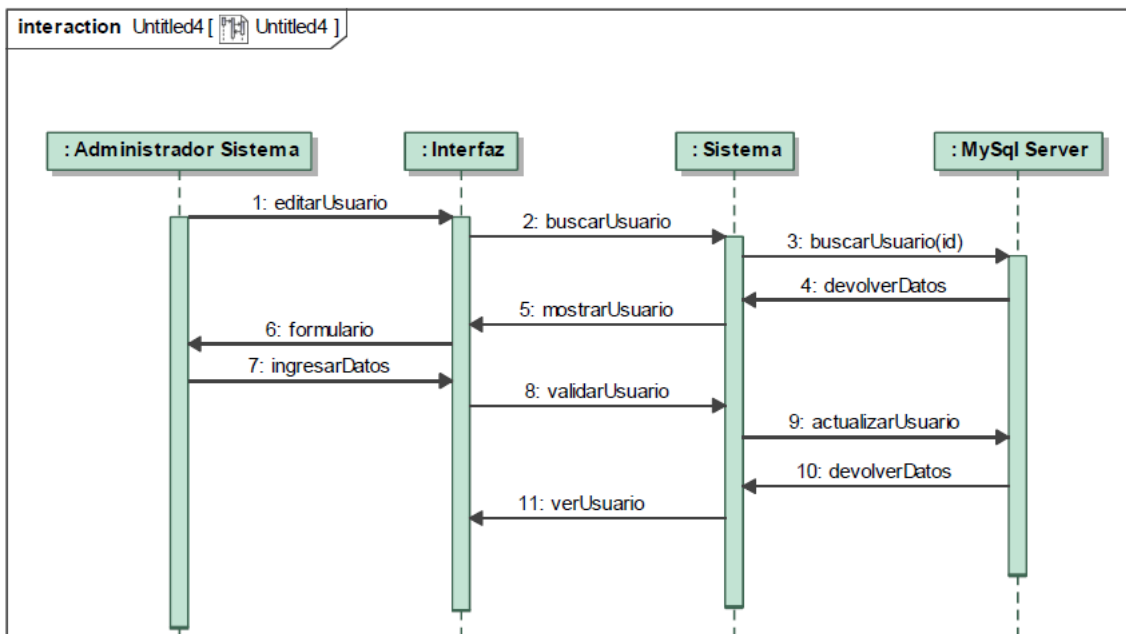 interaction Untitled4 [ Untitled4 ]
: Administrador Sistema
: Interfaz
: Sistema
: MySql Server
1: editarUsuario
2: buscarUsuario
3: buscarUsuario(id)
4: devolverDatos
5: mostrarUsuario
6: formulario
7: ingresarDatos
8: validarUsuario
9: actualizarUsuario
10: devolverDatos
11: verUsuario